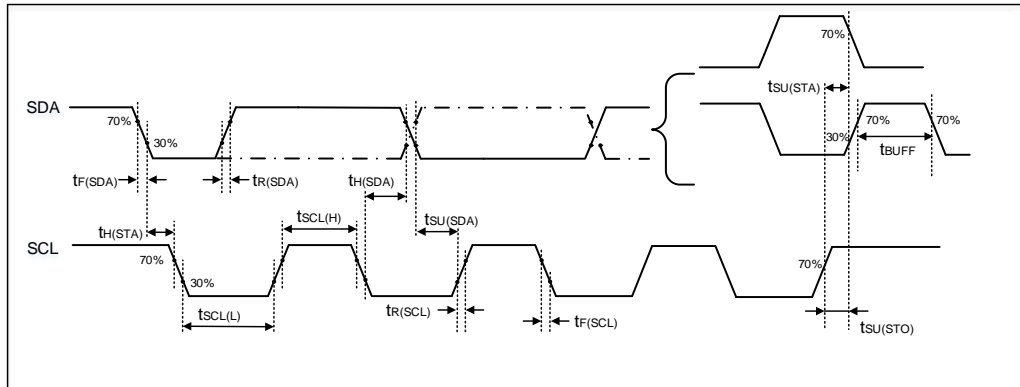 70%
tSU(STA)
SDA
70%
30%
30%
70%
70%
tBUFF
tF(SDA)
tR(SDA)
tH(SDA)
tSCL(H)
tSU(SDA)
tH(STA)
SCL
70%
30%
70%
tR(SCL)
tF(SCL)
tSCL(L)
tSU(STO)